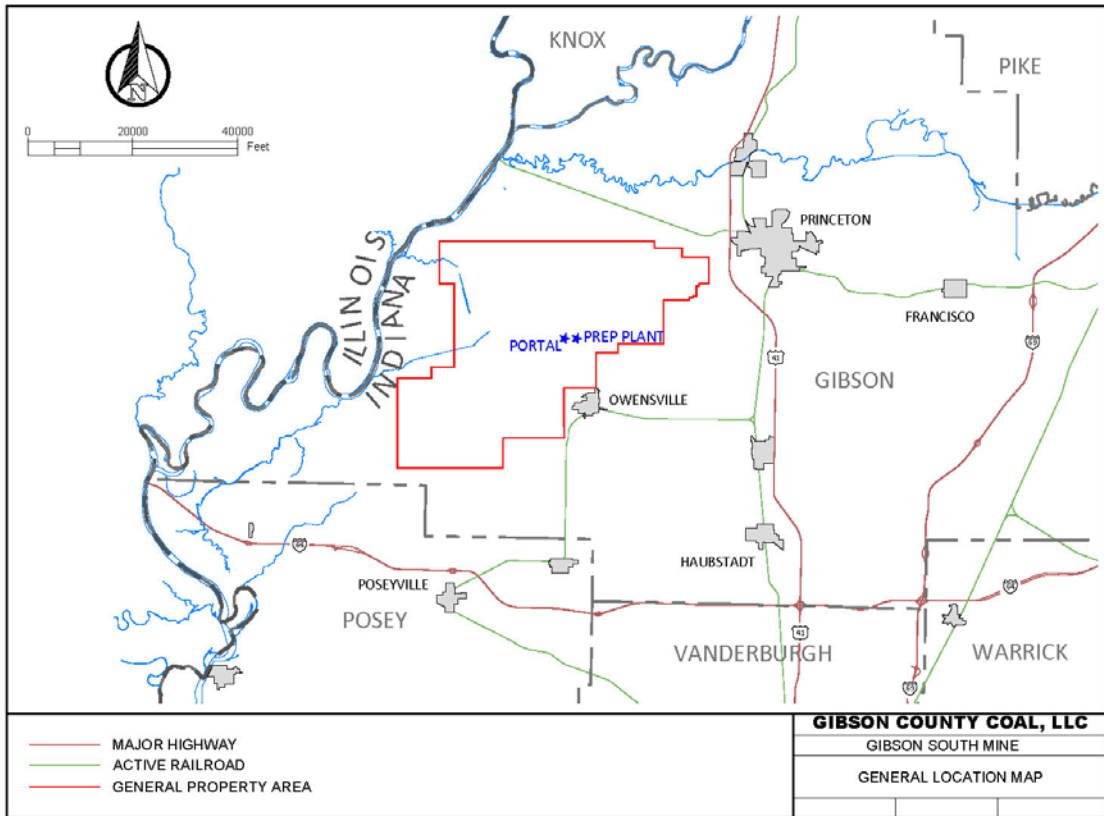 KNOX
PIKE
N
0 20000 40000
Feet
PRINCETON
ILLINOIS
INDIANA
FRANCISCO
PORTAL PREP PLANT
69
41
GIBSON
OWENSVILLE
64
HAUBSTADT
POSEYVILLE
64
POSEY
41
VANDERBURGH
WARRICK
69
MAJOR HIGHWAY
ACTIVE RAILROAD
GENERAL PROPERTY AREA
GIBSON COUNTY COAL, LLC
GIBSON SOUTH MINE
GENERAL LOCATION MAP